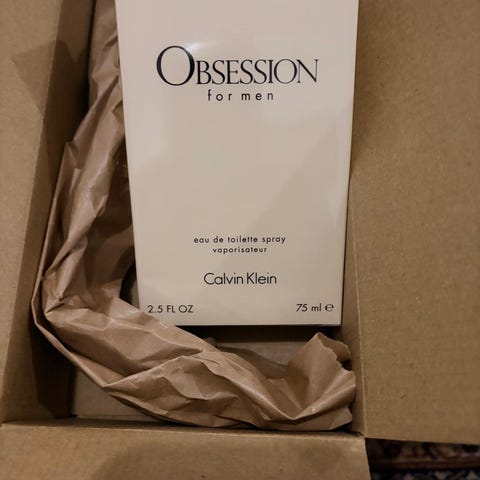 OBSESSION
for men
eau de toilette spray
vaporisateur
Calvin Klein
2.5 FL OZ 75 ml e